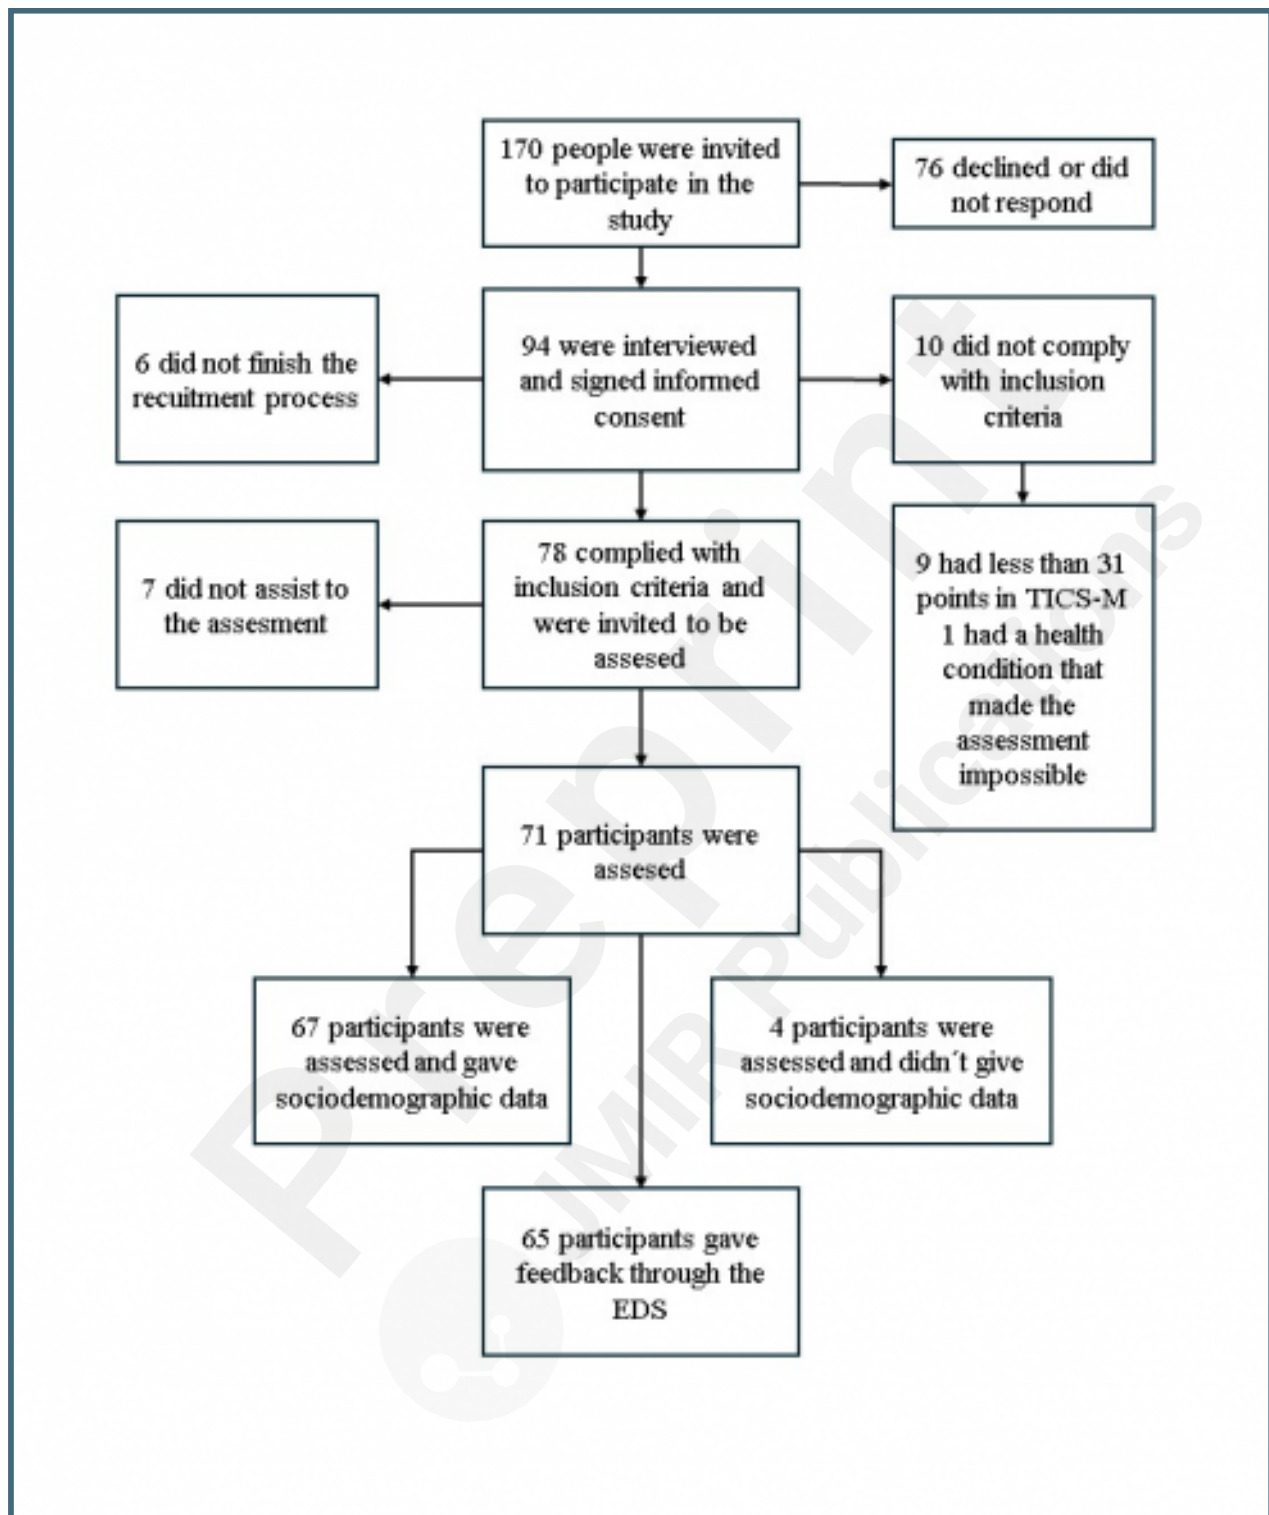 170 people were invited
to participate in the
study
76 declined or did
not respond
6 did not finish the
recuitment process
94 were interviewed
and signed informed
consent
10 did not comply
with inclusion
criteria
7 did not assist to
the assesment
78 complied with
inclusion criteria and
were invited to be
assesed
9 had less than 31
points in TICS-M
1 had a health
condition that
made the
assessment
impossible
71 participants were
assesed
67 participants were
assessed and gave
sociodemographic data
4 participants were
assessed and didn´t give
sociodemographic data
65 participants gave
feedback through the
EDS
Preprint
JMIR Publications